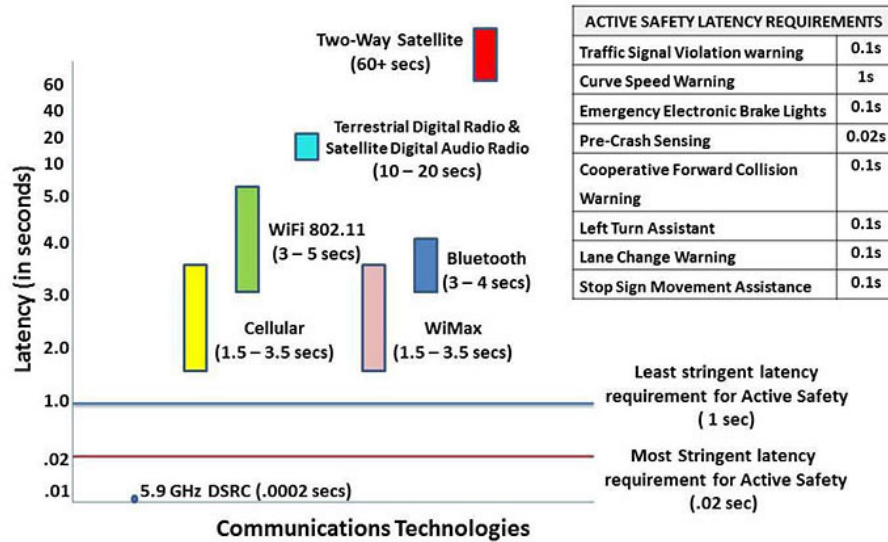 Two-Way Satellite
(60+ secs)
Terrestrial Digital Radio &
Satellite Digital Audio Radio
(10 – 20 secs)
WiFi 802.11
(3 – 5 secs)
Bluetooth
(3 – 4 secs)
Cellular
(1.5 – 3.5 secs)
WiMax
(1.5 – 3.5 secs)
5.9 GHz DSRC (.0002 secs)
Latency (in seconds)
60
40
20
10
5.0
4.0
3.0
2.0
1.0
.02
.01
Communications Technologies
ACTIVE SAFETY LATENCY REQUIREMENTS
Traffic Signal Violation warning 0.1s
Curve Speed Warning 1s
Emergency Electronic Brake Lights 0.1s
Pre-Crash Sensing 0.02s
Cooperative Forward Collision 0.1s
Warning
Left Turn Assistant 0.1s
Lane Change Warning 0.1s
Stop Sign Movement Assistance 0.1s
Least stringent latency
requirement for Active Safety
( 1 sec)
Most Stringent latency
requirement for Active Safety
(.02 sec)